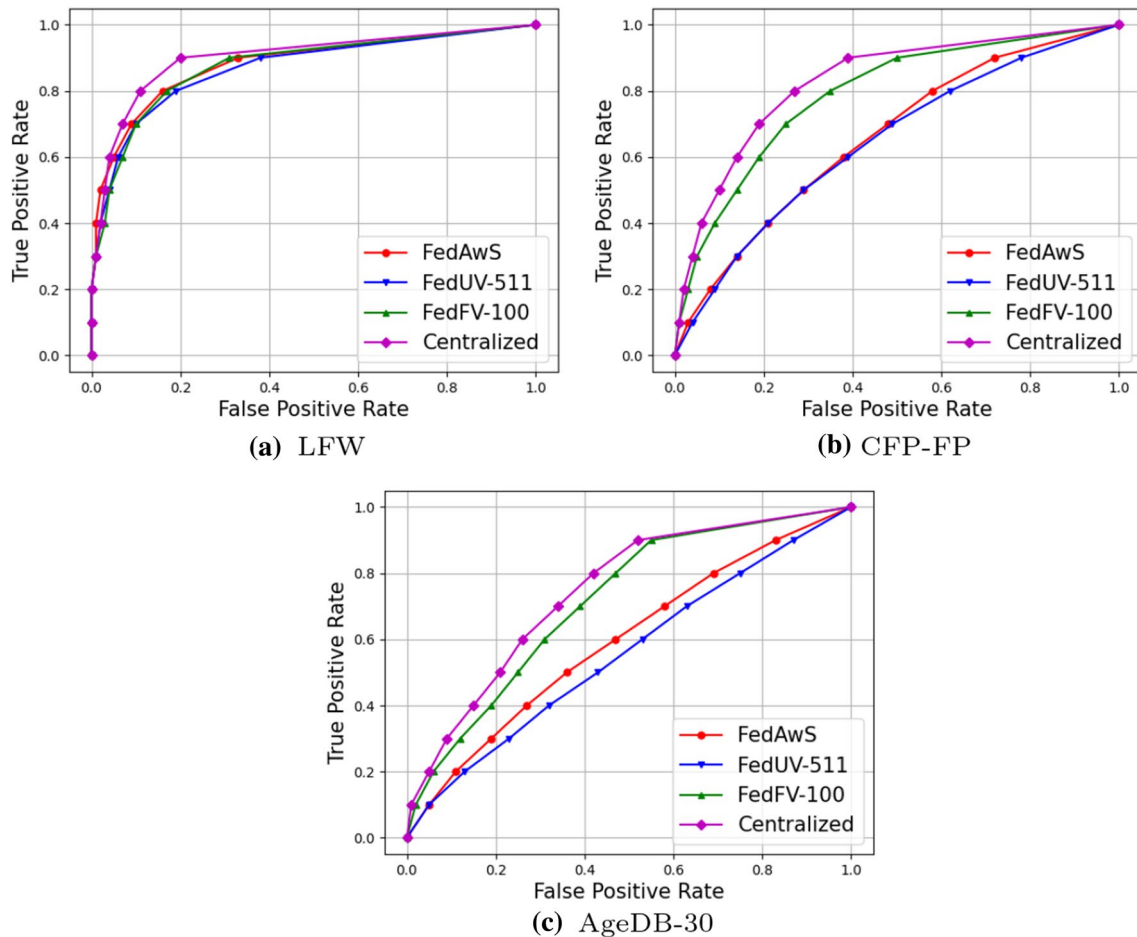 1.0
0.8
0.6
0.4
0.2
0.0
True Positive Rate
FedAwS
FedUV-511
FedFV-100
Centralized
0.0 0.2 0.4 0.6 0.8 1.0
False Positive Rate
(a) LFW
1.0
0.8
0.6
0.4
0.2
0.0
True Positive Rate
FedAwS
FedUV-511
FedFV-100
Centralized
0.0 0.2 0.4 0.6 0.8 1.0
False Positive Rate
(b) CFP-FP
1.0
0.8
0.6
0.4
0.2
0.0
True Positive Rate
FedAwS
FedUV-511
FedFV-100
Centralized
0.0 0.2 0.4 0.6 0.8 1.0
False Positive Rate
(c) AgeDB-30